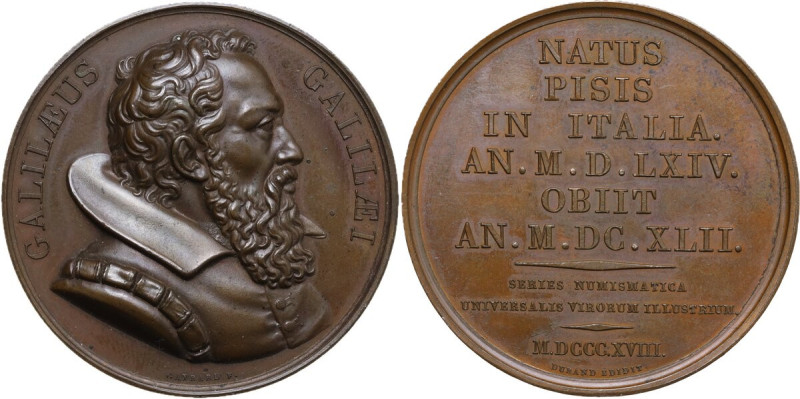 GALILÆUS GALILÆI
NATUS
PISIS
IN ITALIA.
AN. M. D. LXIV.
OBIIT
AN. M. DC. XLII.
SERIES NUMISMATICA
UNIVERSALIS VIRORUM ILLUSTRIUM.
M.DCCC.XVIII.
DURAND EDIDIT.